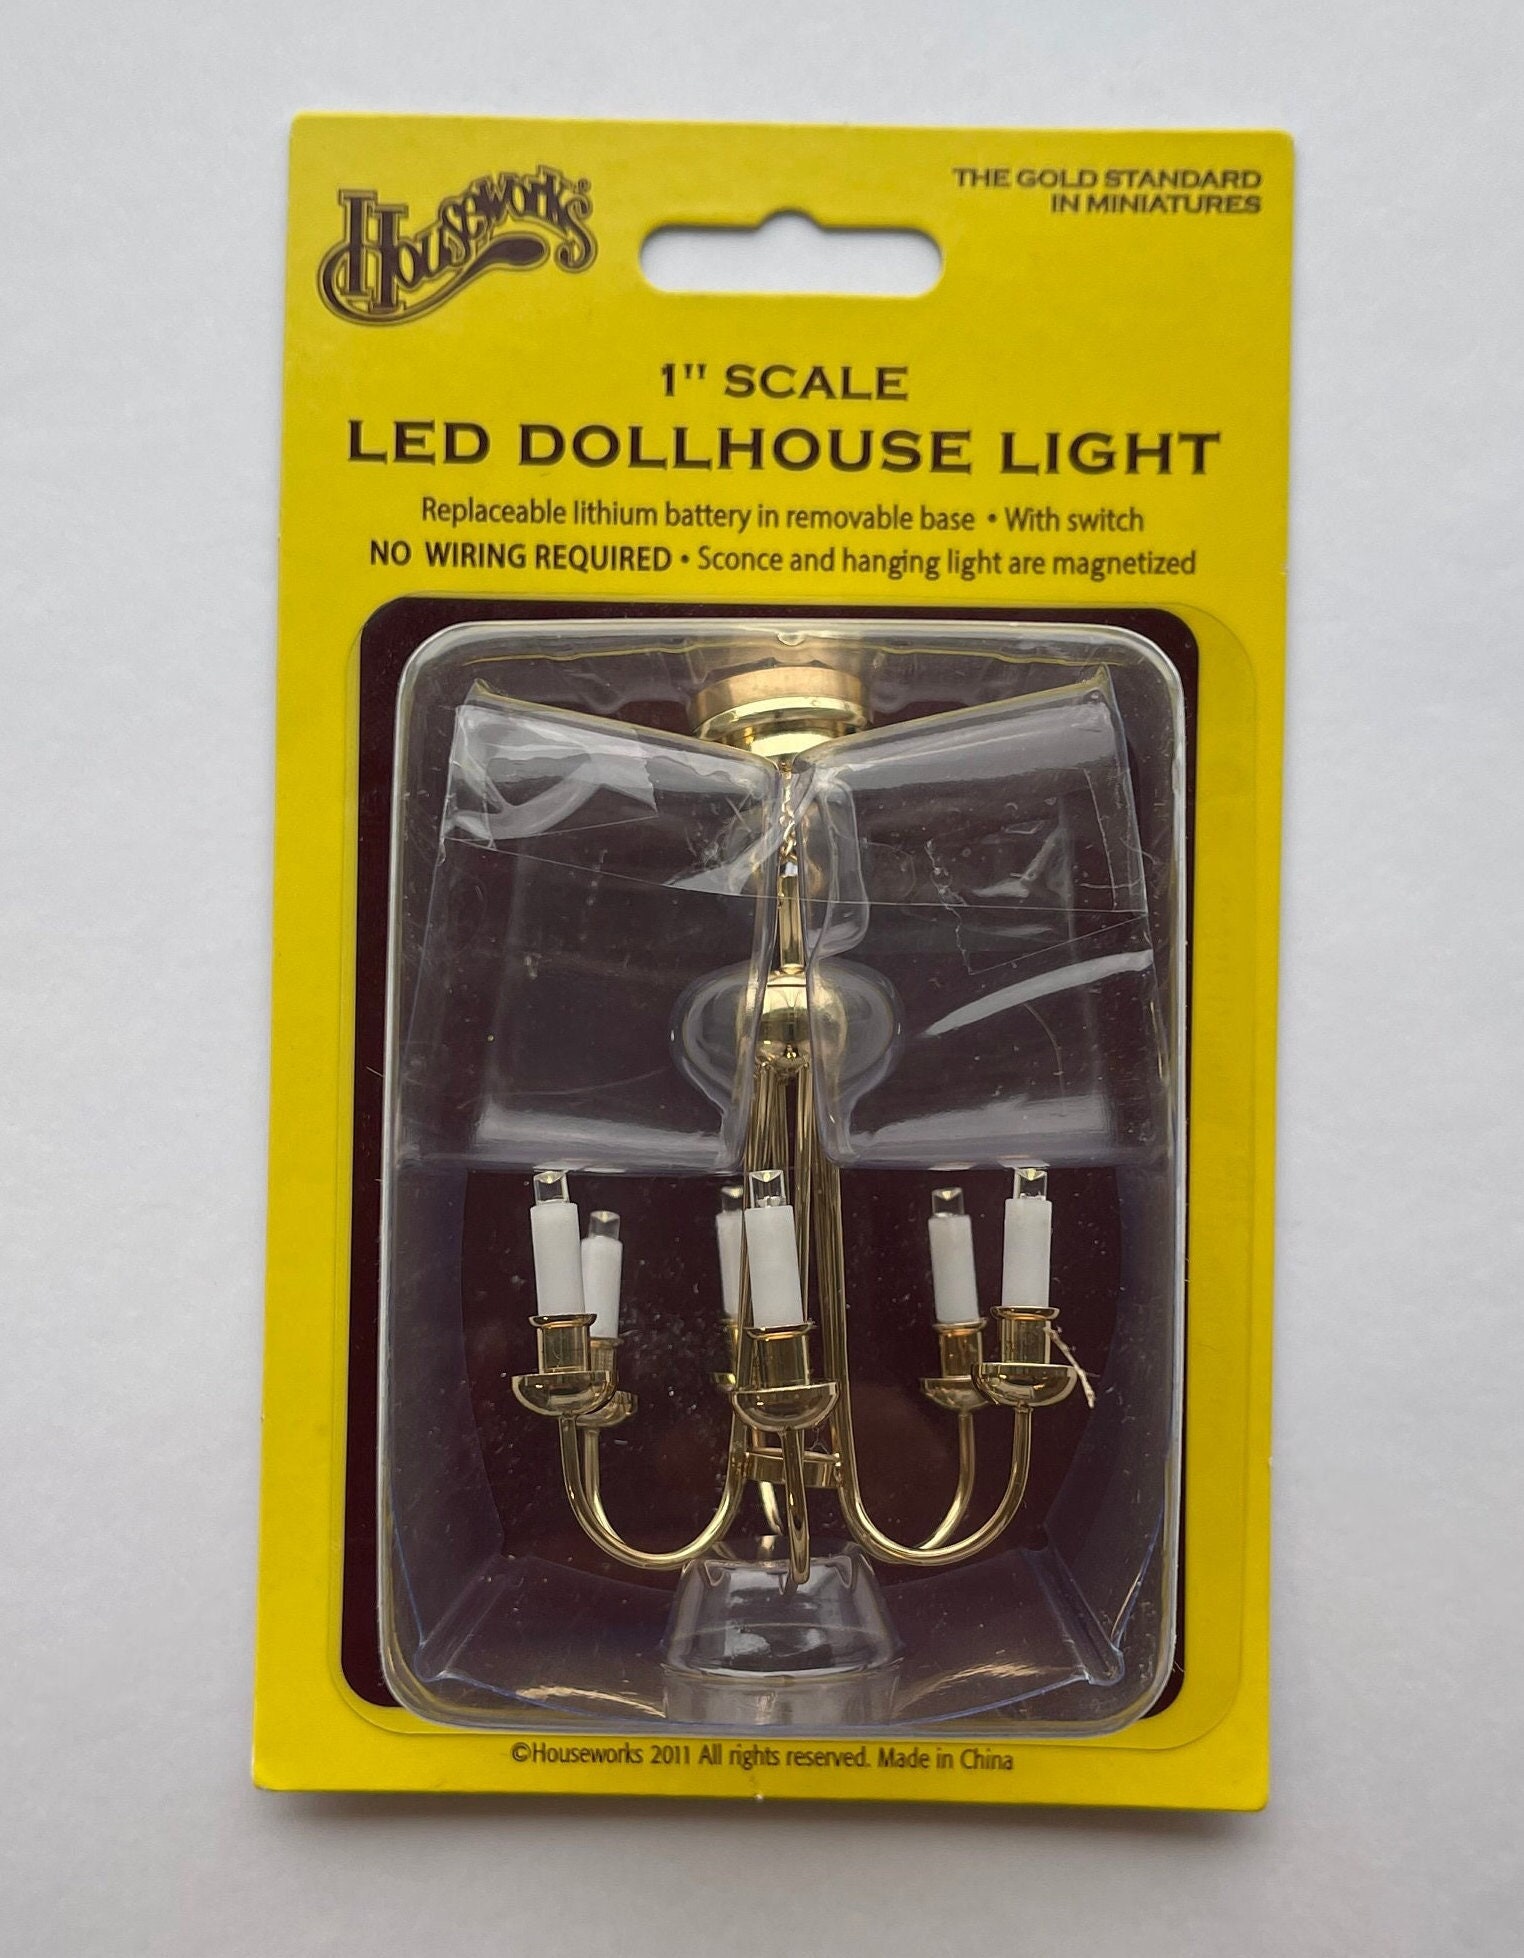 Houseworks®
THE GOLD STANDARD
IN MINIATURES
1" SCALE
LED DOLLHOUSE LIGHT
Replaceable lithium battery in removable base • With switch
NO WIRING REQUIRED • Sconce and hanging light are magnetized
©Houseworks 2011 All rights reserved. Made in China